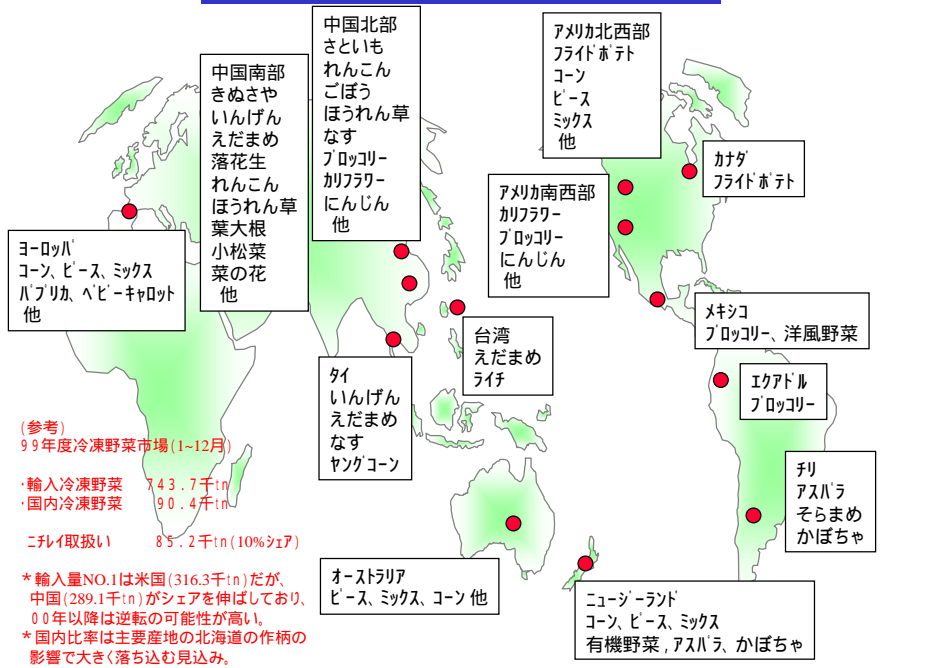 中国北部
さといも
れんこん
ごぼう
ほうれん草
なす
ﾌﾞﾛｯｺﾘｰ
ｶﾘﾌﾗﾜｰ
にんじん
他
中国南部
きぬさや
いんげん
えだまめ
落花生
れんこん
ほうれん草
葉大根
小松菜
菜の花
他
ｱﾒﾘｶ北西部
ﾌﾗｲﾄﾞﾎﾟﾃﾄ
ｺｰﾝ
ﾋﾟｰｽ
ﾐｯｸｽ
他
ｶﾅﾀﾞ
ﾌﾗｲﾄﾞﾎﾟﾃﾄ
ｱﾒﾘｶ南西部
ｶﾘﾌﾗﾜｰ
ﾌﾞﾛｯｺﾘｰ
にんじん
他
ﾖｰﾛｯﾊﾟ
ｺｰﾝ、ﾋﾟｰｽ、ﾐｯｸｽ
ﾊﾟﾌﾟﾘｶ、ﾍﾞﾋﾞｰｷｬﾛｯﾄ
他
ﾒｷｼｺ
ﾌﾞﾛｯｺﾘｰ、洋風野菜
台湾
えだまめ
ﾗｲﾁ
ﾀｲ
いんげん
えだまめ
なす
ﾔﾝｸﾞｺｰﾝ
ｴｸｱﾄﾞﾙ
ﾌﾞﾛｯｺﾘｰ
ﾁﾘ
ｱｽﾊﾟﾗ
そらまめ
かぼちゃ
(参考)
99年度冷凍野菜市場(1~12月)
･輸入冷凍野菜 743.7千tn
･国内冷凍野菜 90.4千tn
ﾆﾁﾚｲ取扱い 85.2千tn(10%ｼｪｱ)
＊輸入量NO.1は米国(316.3千tn)だが、
中国(289.1千tn)がシェアを伸ばしており、
00年以降は逆転の可能性が高い。
＊国内比率は主要産地の北海道の作柄の
影響で大きく落ち込む見込み。
ｵｰｽﾄﾗﾘｱ
ﾋﾟｰｽ、ﾐｯｸｽ、ｺｰﾝ 他
ﾆｭｰｼﾞｰﾗﾝﾄﾞ
ｺｰﾝ、ﾋﾟｰｽ、ﾐｯｸｽ
有機野菜,ｱｽﾊﾟﾗ、かぼちゃ